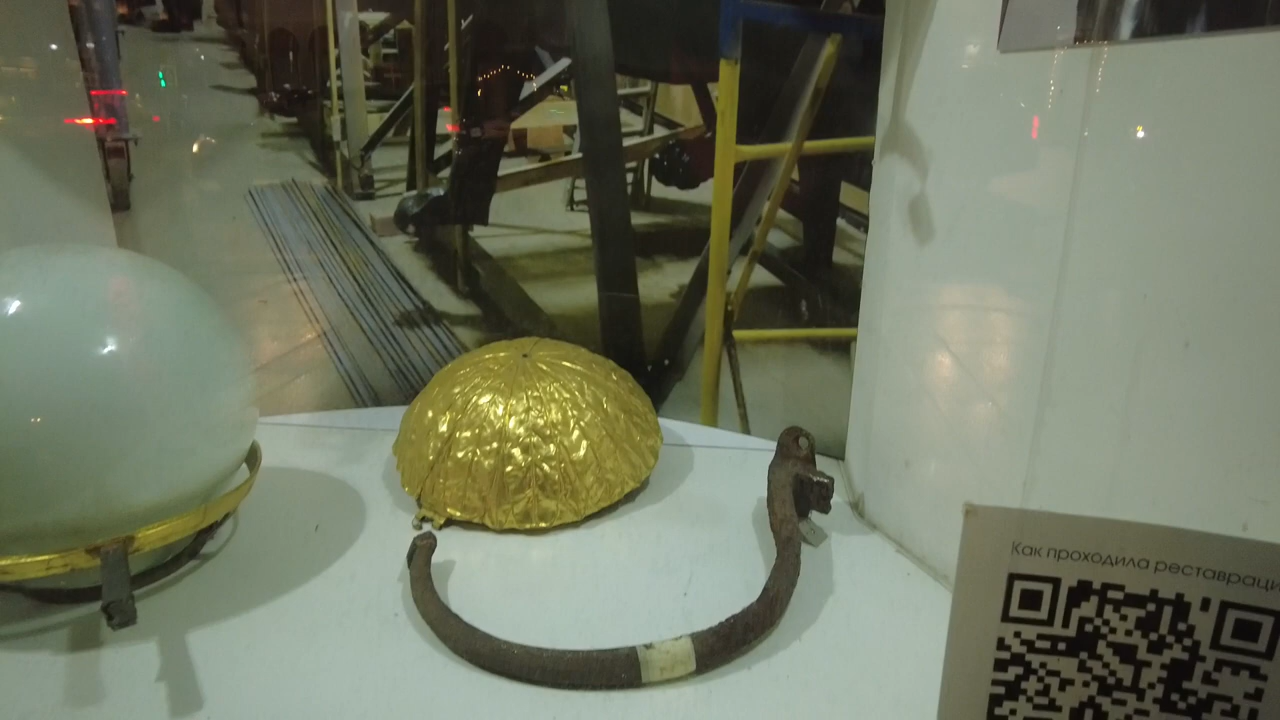 Как проходила реставраци